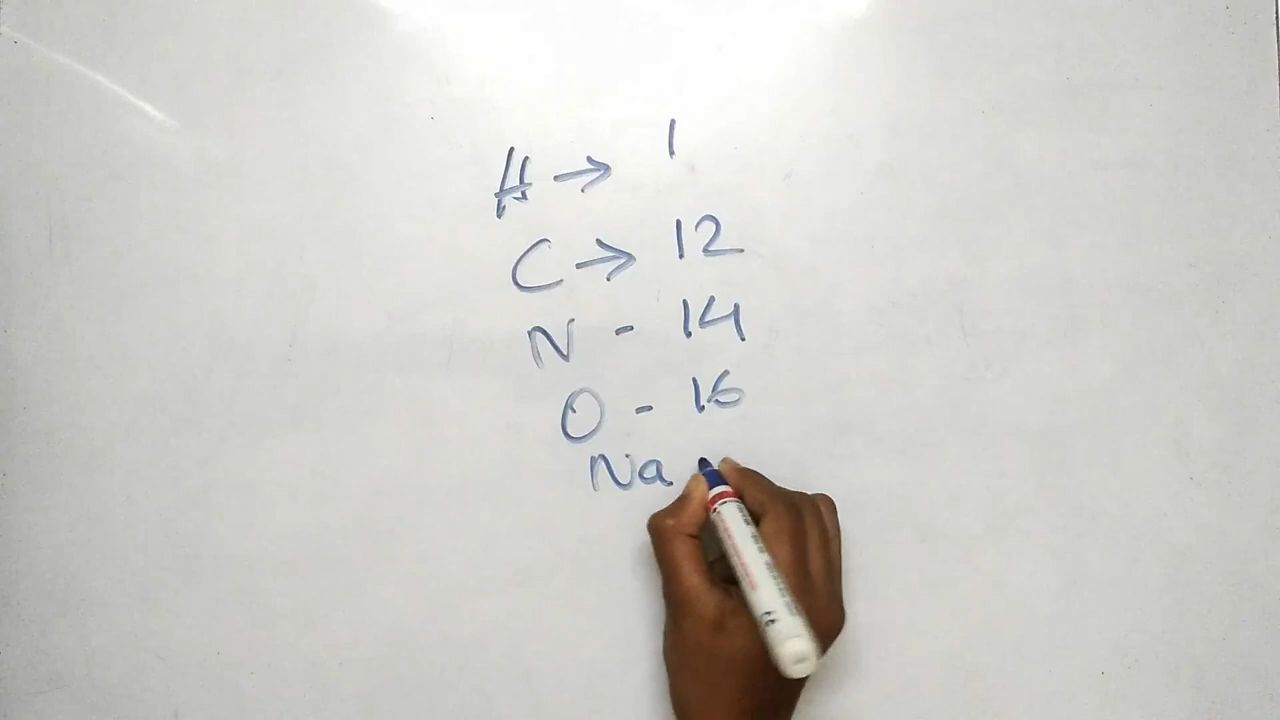 H → 1
C → 12
N - 14
O - 16
Na